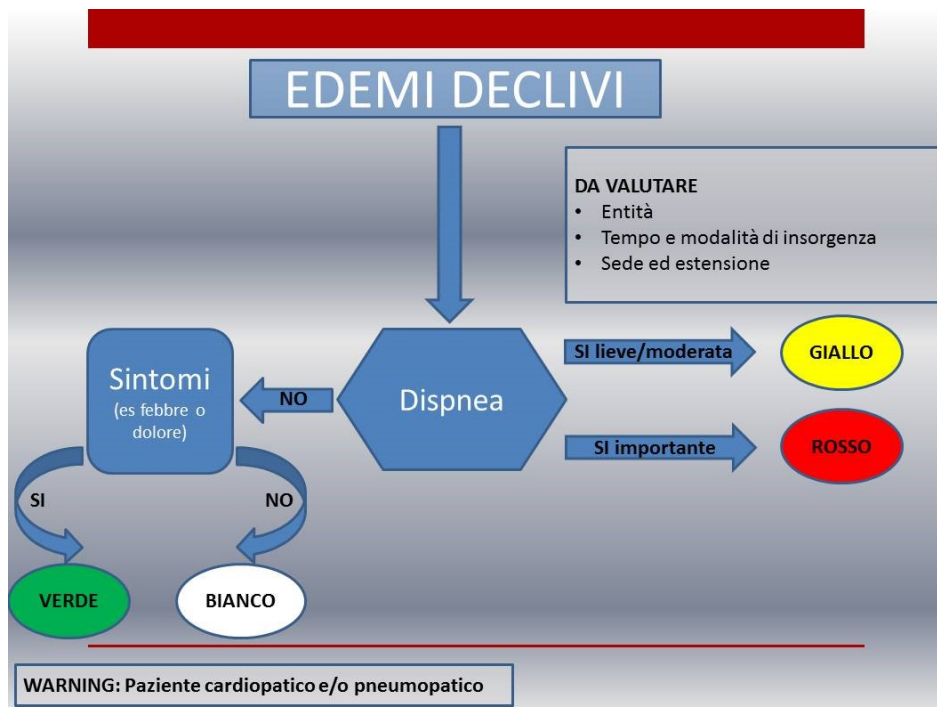 EDEMI DECLIVI
DA VALUTARE
• Entità
• Tempo e modalità di insorgenza
• Sede ed estensione
SI lieve/moderata
GIALLO
Sintomi
(es febbre o
dolore)
NO
Dispnea
SI importante
ROSSO
SI
NO
VERDE
BIANCO
WARNING: Paziente cardiopatico e/o pneumopatico